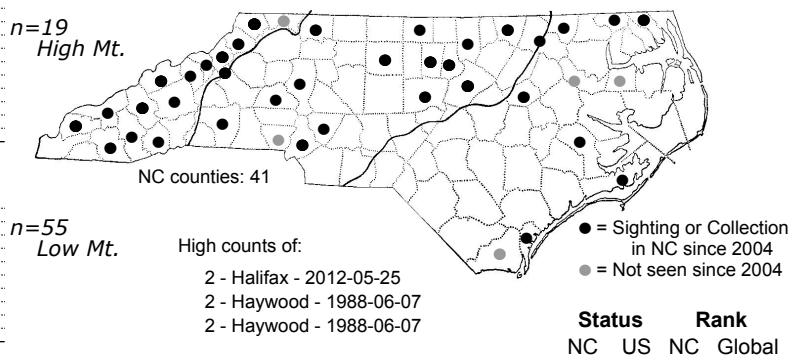 n=19
High Mt.
NC counties: 41
n=55
Low Mt.
High counts of:
2 - Halifax - 2012-05-25
2 - Haywood - 1988-06-07
2 - Haywood - 1988-06-07
● = Sighting or Collection
in NC since 2004
● = Not seen since 2004
Status Rank
NC US NC Global